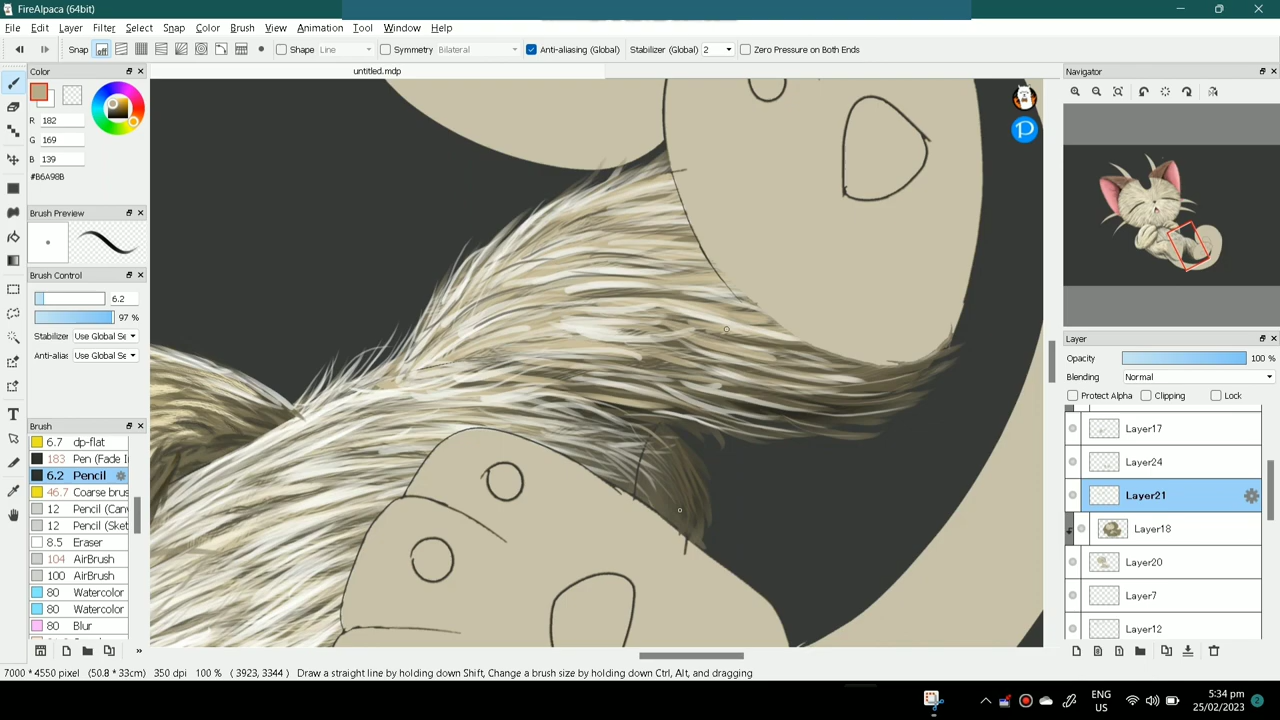 FireAlpaca (64bit)
File Edit Layer Filter Select Snap Color Brush View Animation Tool Window Help
Snap off Shape Line Symmetry Bilateral Anti-aliasing (Global) Stabilizer (Global) 2 Zero Pressure on Both Ends
Color
untitled.mdp
Navigator
R 182
G 169
B 139
#B6A98B
Brush Preview
Brush Control
6.2
97 %
Stabilizer Use Global Se
Anti-alias Use Global Se
Layer
Opacity 100 %
Blending Normal
Protect Alpha Clipping Lock
Brush
6.7 dp-flat
183 Pen (Fade I
6.2 Pencil
46.7 Coarse brus
12 Pencil (Can
12 Pencil (Sket
8.5 Eraser
104 AirBrush
100 AirBrush
80 Watercolor
80 Watercolor
80 Blur
Layer17
Layer24
Layer21
Layer18
Layer20
Layer7
Layer12
7000 * 4550 pixel (50.8 * 33cm) 350 dpi 100 % ( 3923, 3344 ) Draw a straight line by holding down Shift, Change a brush size by holding down Ctrl, Alt, and dragging
ENG
US
5:34 pm
25/02/2023
2